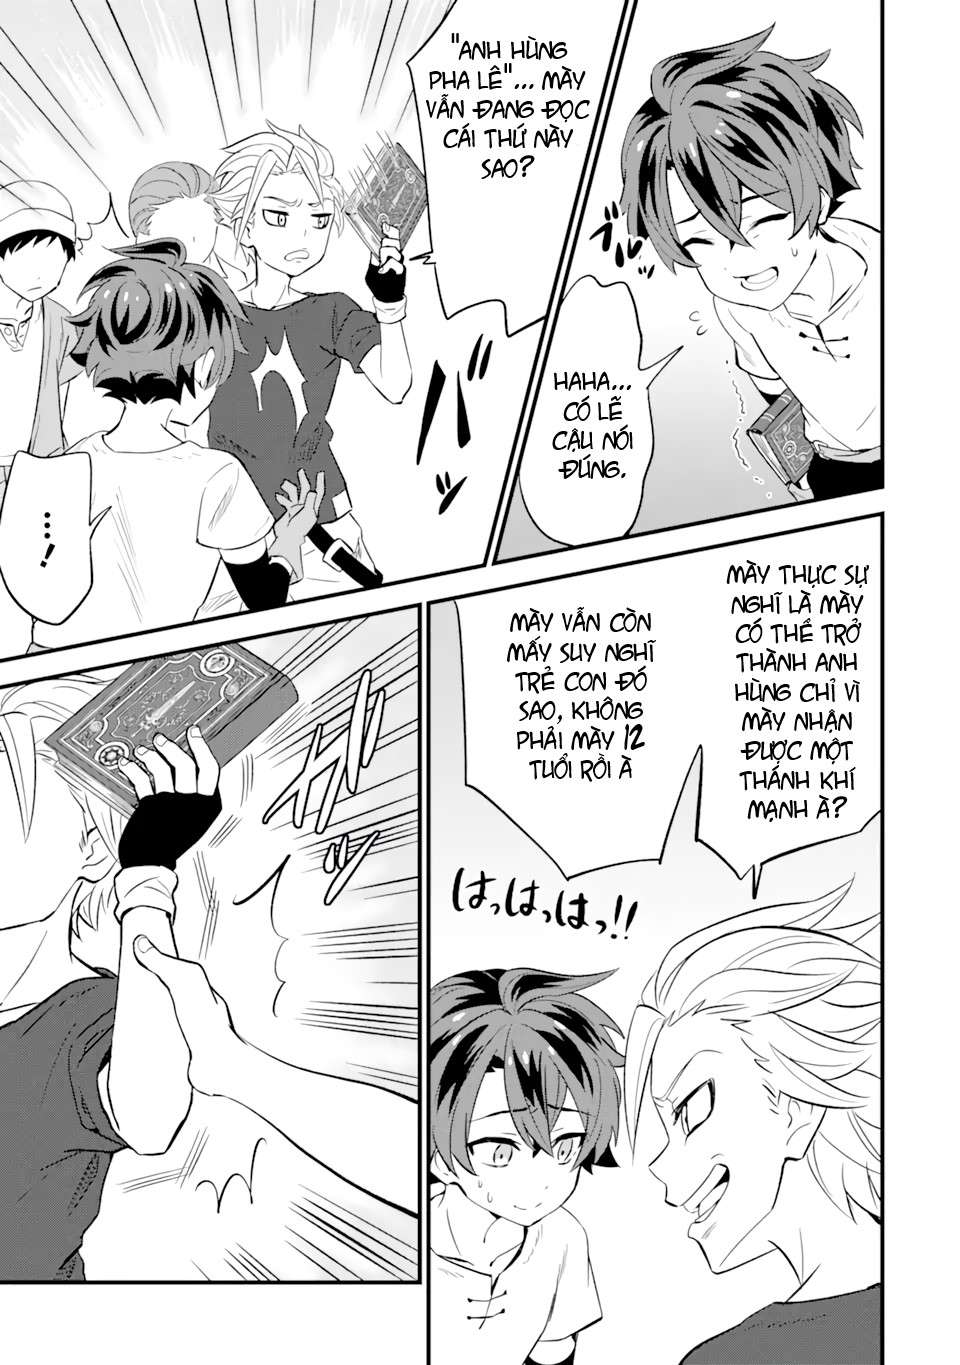 "ANH HÙNG
PHA LÊ"... MÀY
VẪN ĐANG ĐỌC
CÁI THỨ NÀY
SAO?
...!
HAHA...
CÓ LẼ
CẬU NÓI
ĐÚNG.
MÀY THỰC SỰ
NGHĨ LÀ MÀY
CÓ THỂ TRỞ
THÀNH ANH
HÙNG CHỈ VÌ
MÀY NHẬN
ĐƯỢC MỘT
THÁNH KHÍ
MẠNH À?
MÀY VẪN CÒN
MẤY SUY NGHĨ
TRẺ CON ĐÓ
SAO, KHÔNG
PHẢI MÀY 12
TUỔI RỒI À
はっはっはっ!!